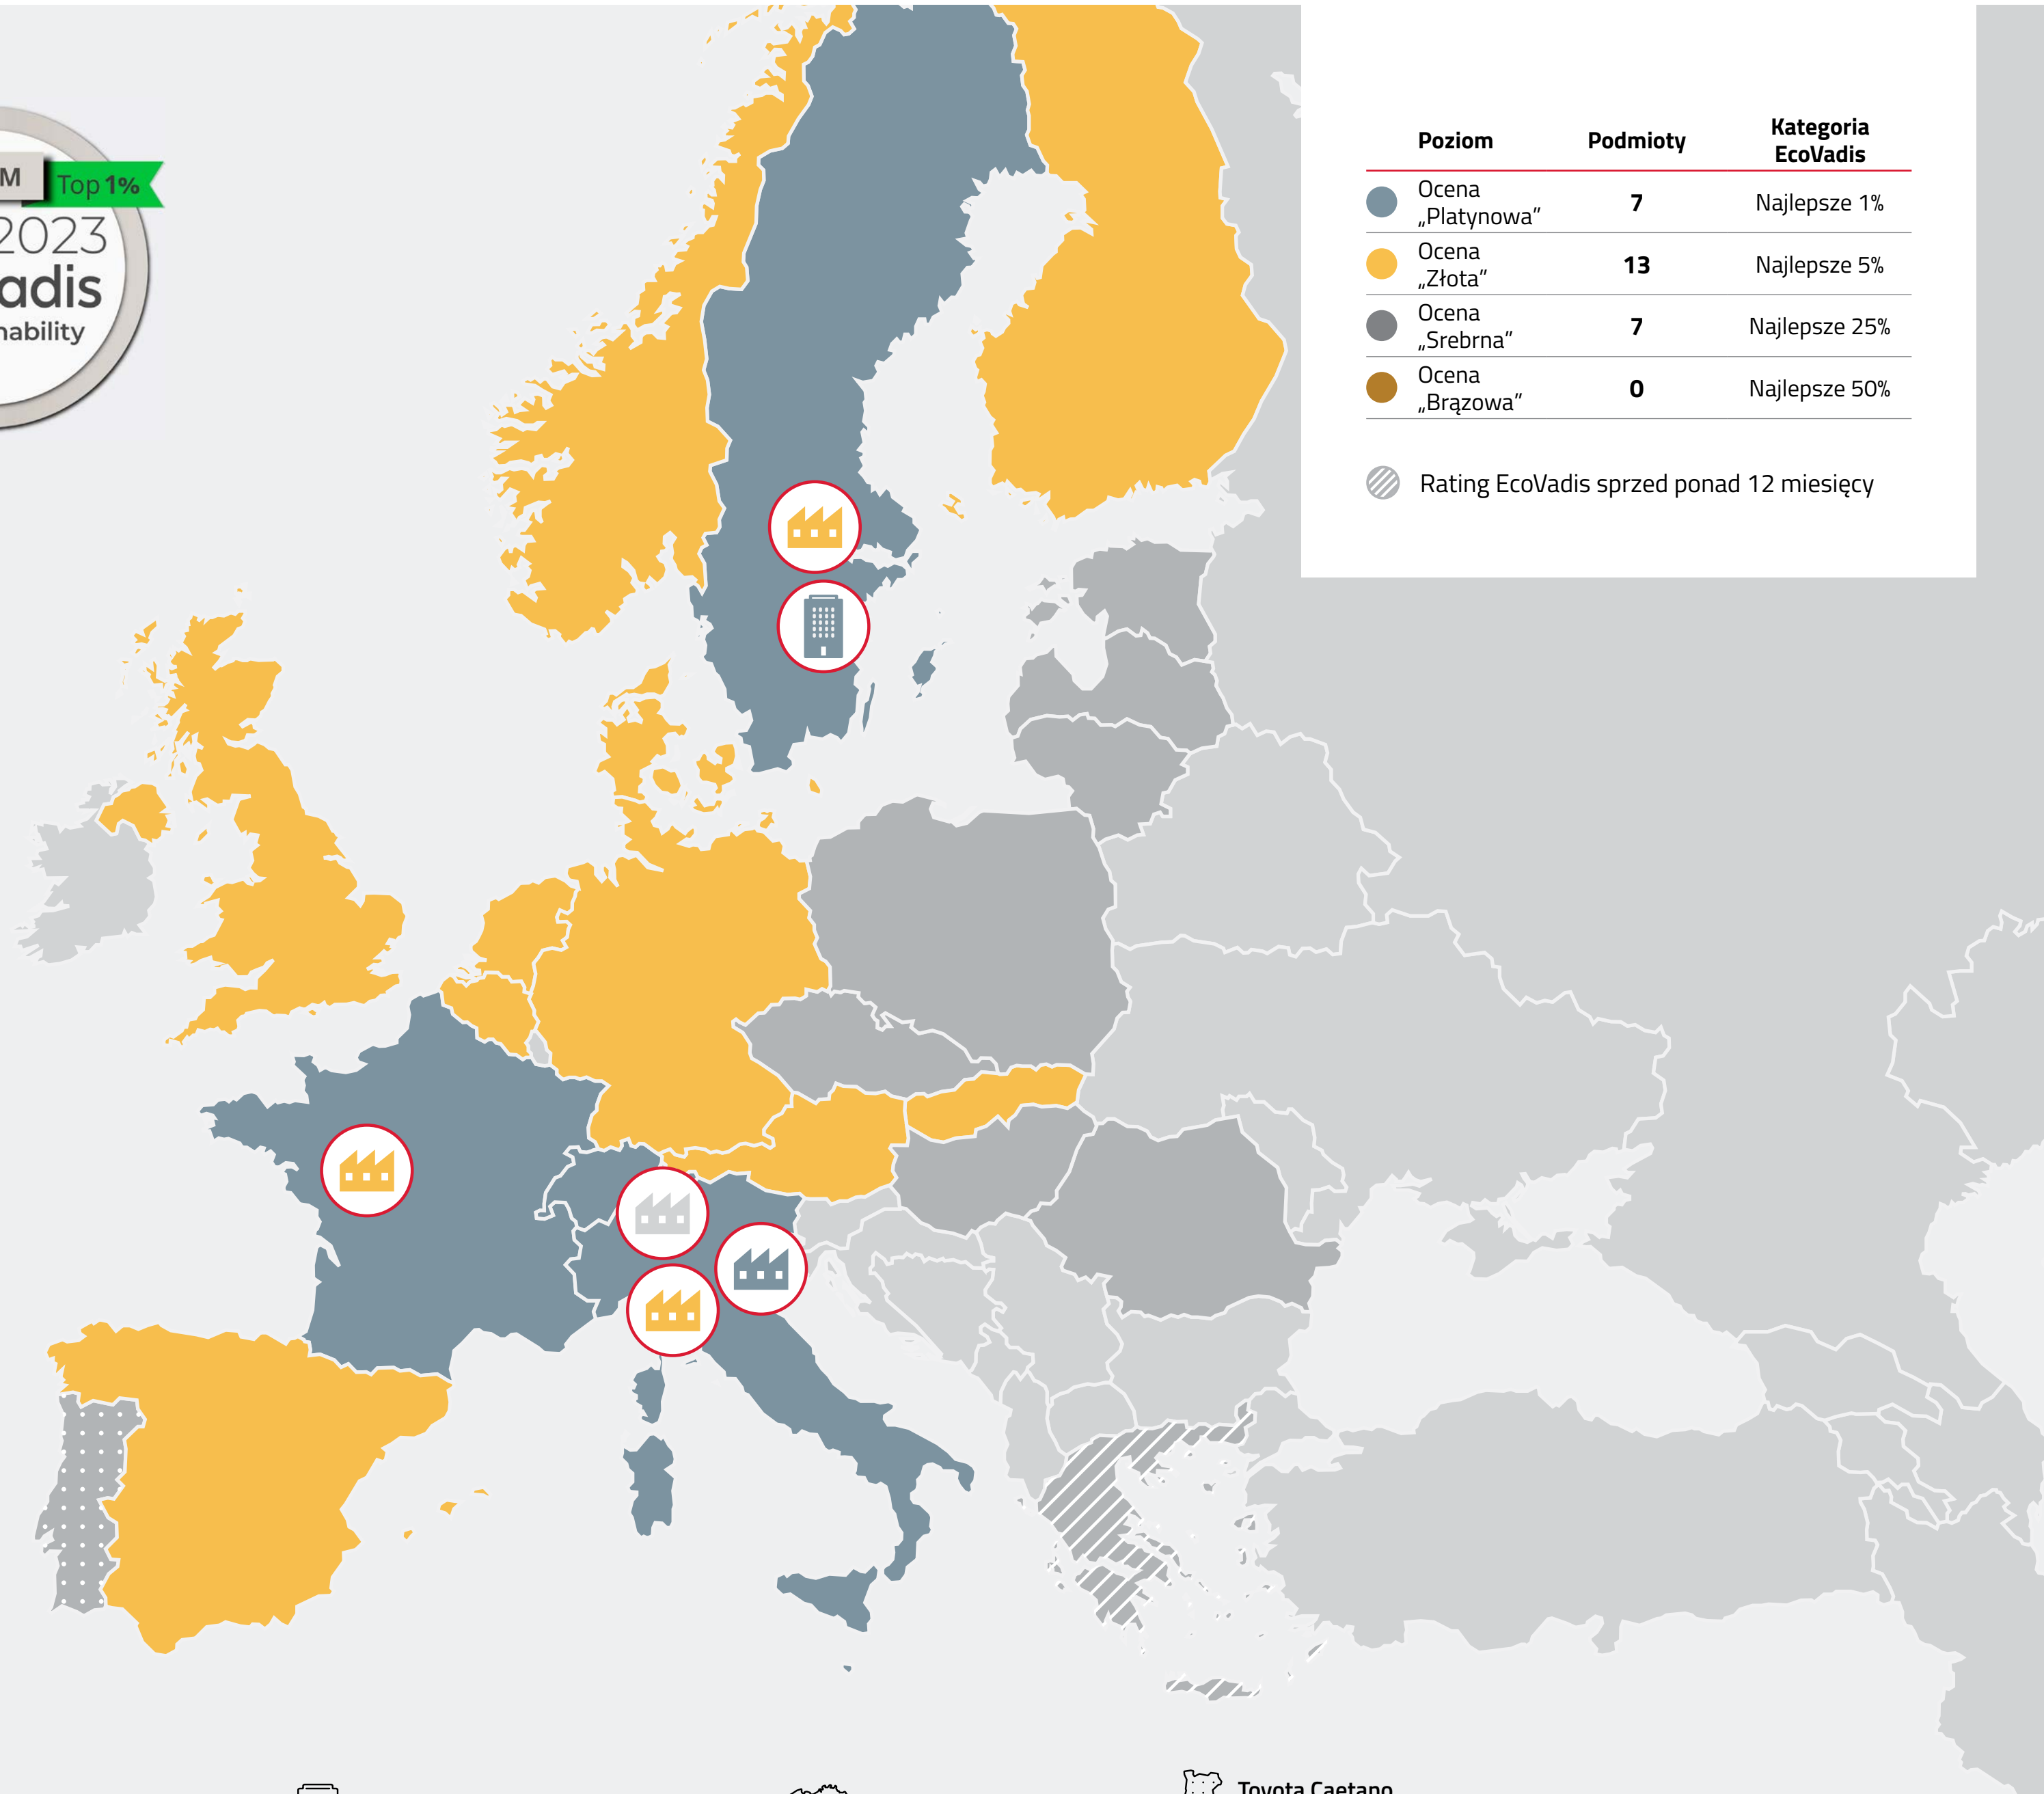 M
Top 1%
2023
adis
nability
Poziom Podmioty Kategoria
EcoVadis
Ocena
„Platynowa” 7 Najlepsze 1%
Ocena
„Złota” 13 Najlepsze 5%
Ocena
„Srebrna” 7 Najlepsze 25%
Ocena
„Brązowa” 0 Najlepsze 50%
Rating EcoVadis sprzed ponad 12 miesięcy
Toyota Caetano